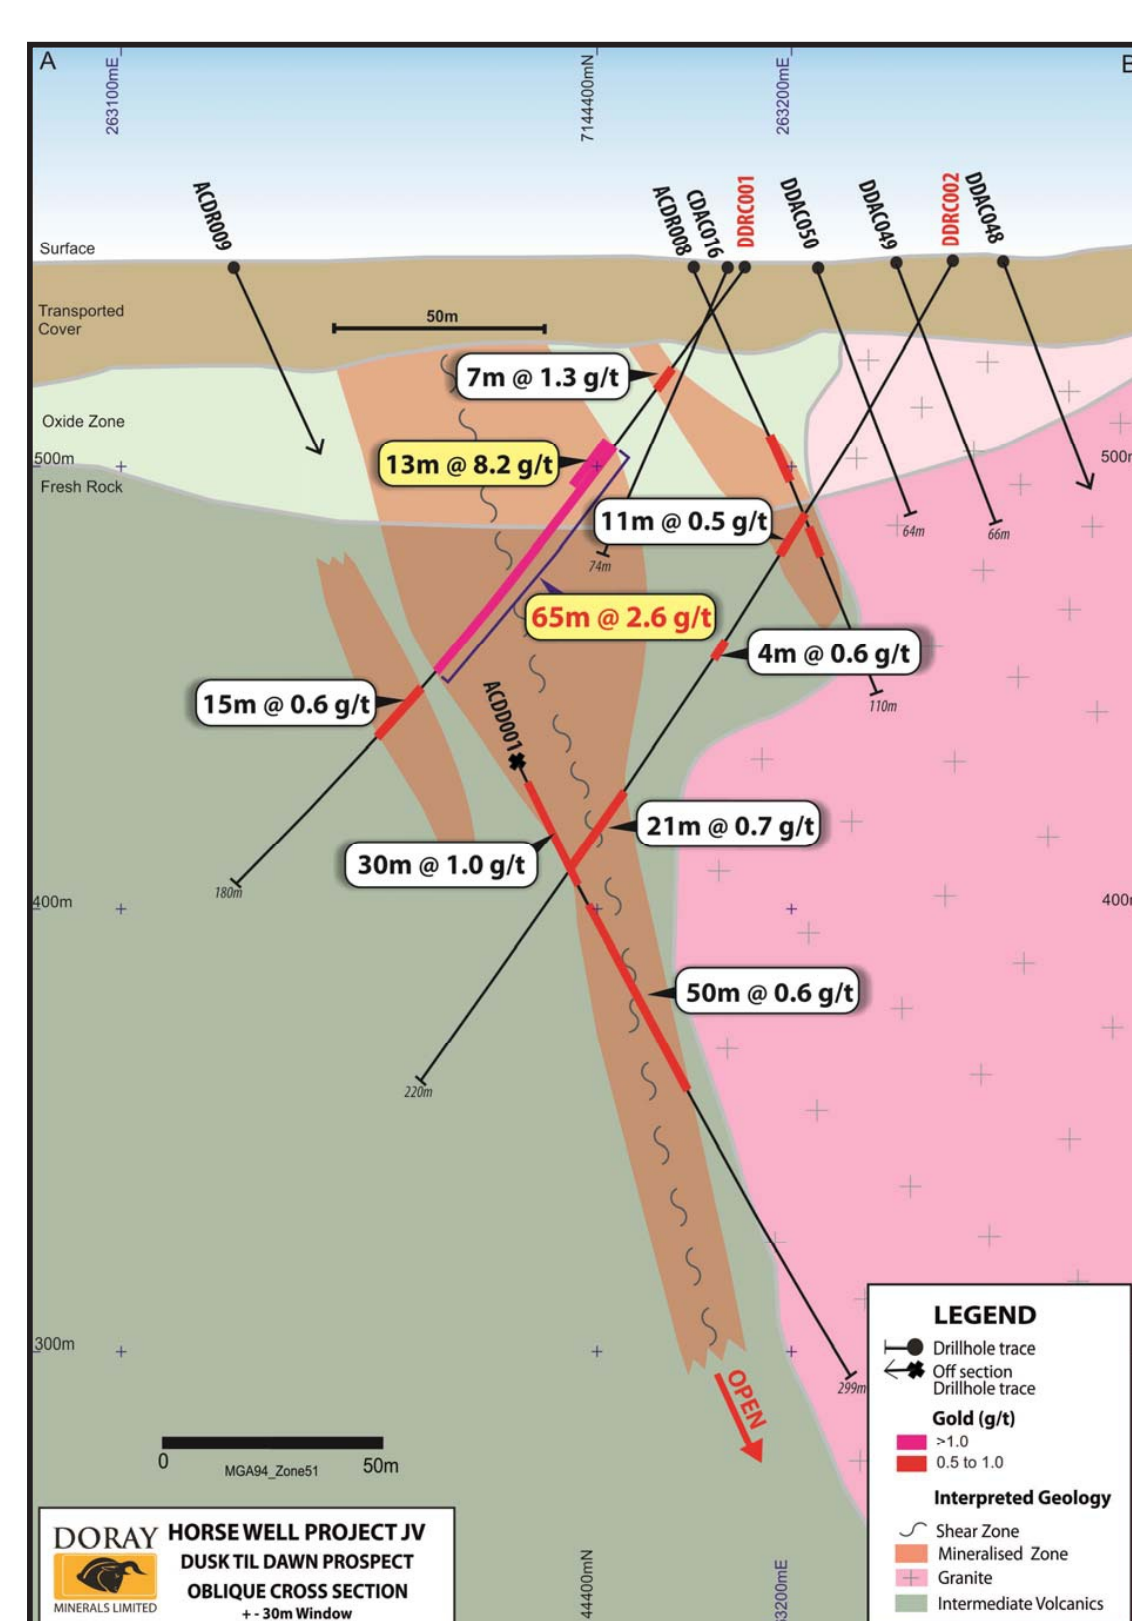 A
B
263100mE
7144400mN
263200mE
ACDR009
ACDR008
CDAC016
DDRC001
DDAC050
DDAC049
DDRC002
DDAC048
Surface
Transported
Cover
50m
7m @ 1.3 g/t
Oxide Zone
13m @ 8.2 g/t
500m
500m
Fresh Rock
11m @ 0.5 g/t
64m
66m
74m
65m @ 2.6 g/t
4m @ 0.6 g/t
15m @ 0.6 g/t
ACDD001
110m
21m @ 0.7 g/t
30m @ 1.0 g/t
180m
400m
400m
50m @ 0.6 g/t
220m
300m
299m
OPEN
0
50m
MGA94_Zone51
LEGEND
Drillhole trace
Off section
Drillhole trace
Gold (g/t)
>1.0
0.5 to 1.0
Interpreted Geology
Shear Zone
Mineralised Zone
Granite
Intermediate Volcanics
DORAY
MINERALS LIMITED
HORSE WELL PROJECT JV
DUSK TIL DAWN PROSPECT
OBLIQUE CROSS SECTION
+ - 30m Window
44400mN
3200mE